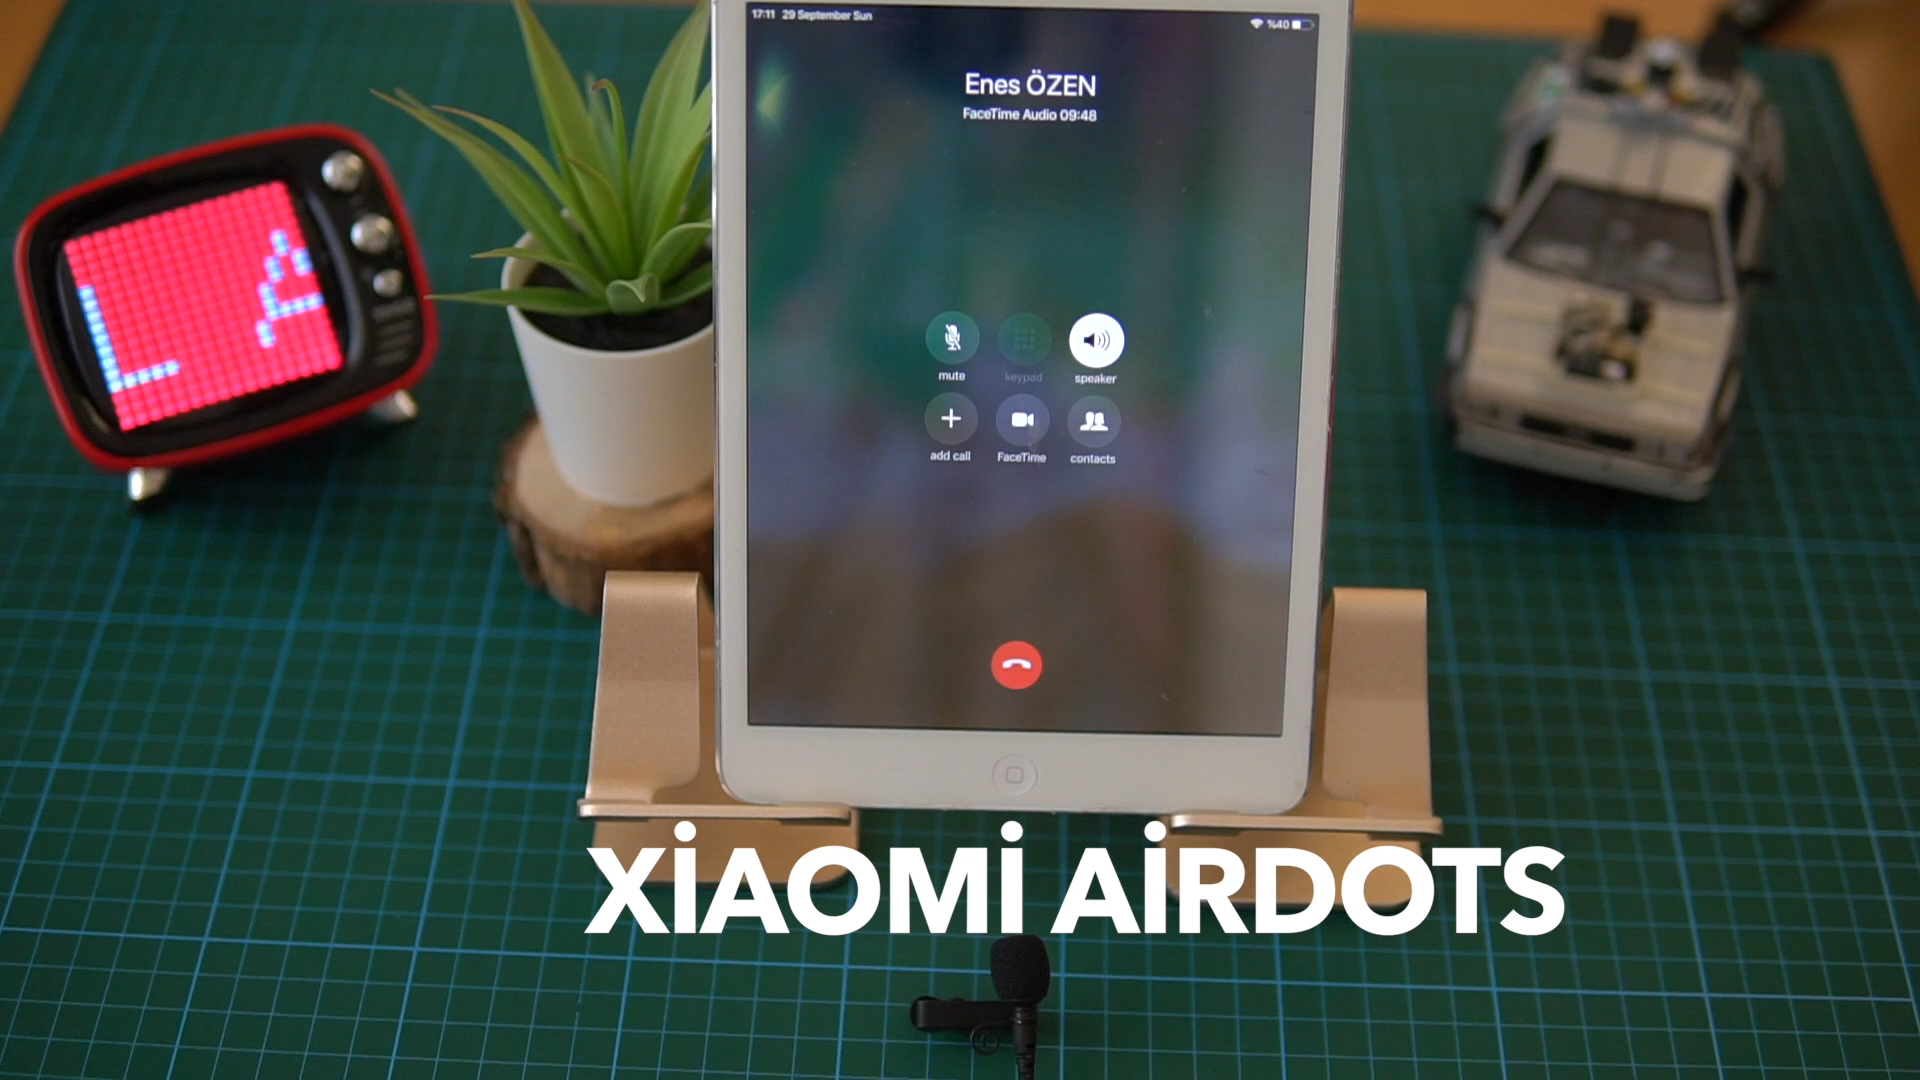 17:11 29 September Sun
%40
Enes ÖZEN
FaceTime Audio 09:48
mute
keypad
speaker
add call
FaceTime
contacts
XİAOMİ AİRDOTS